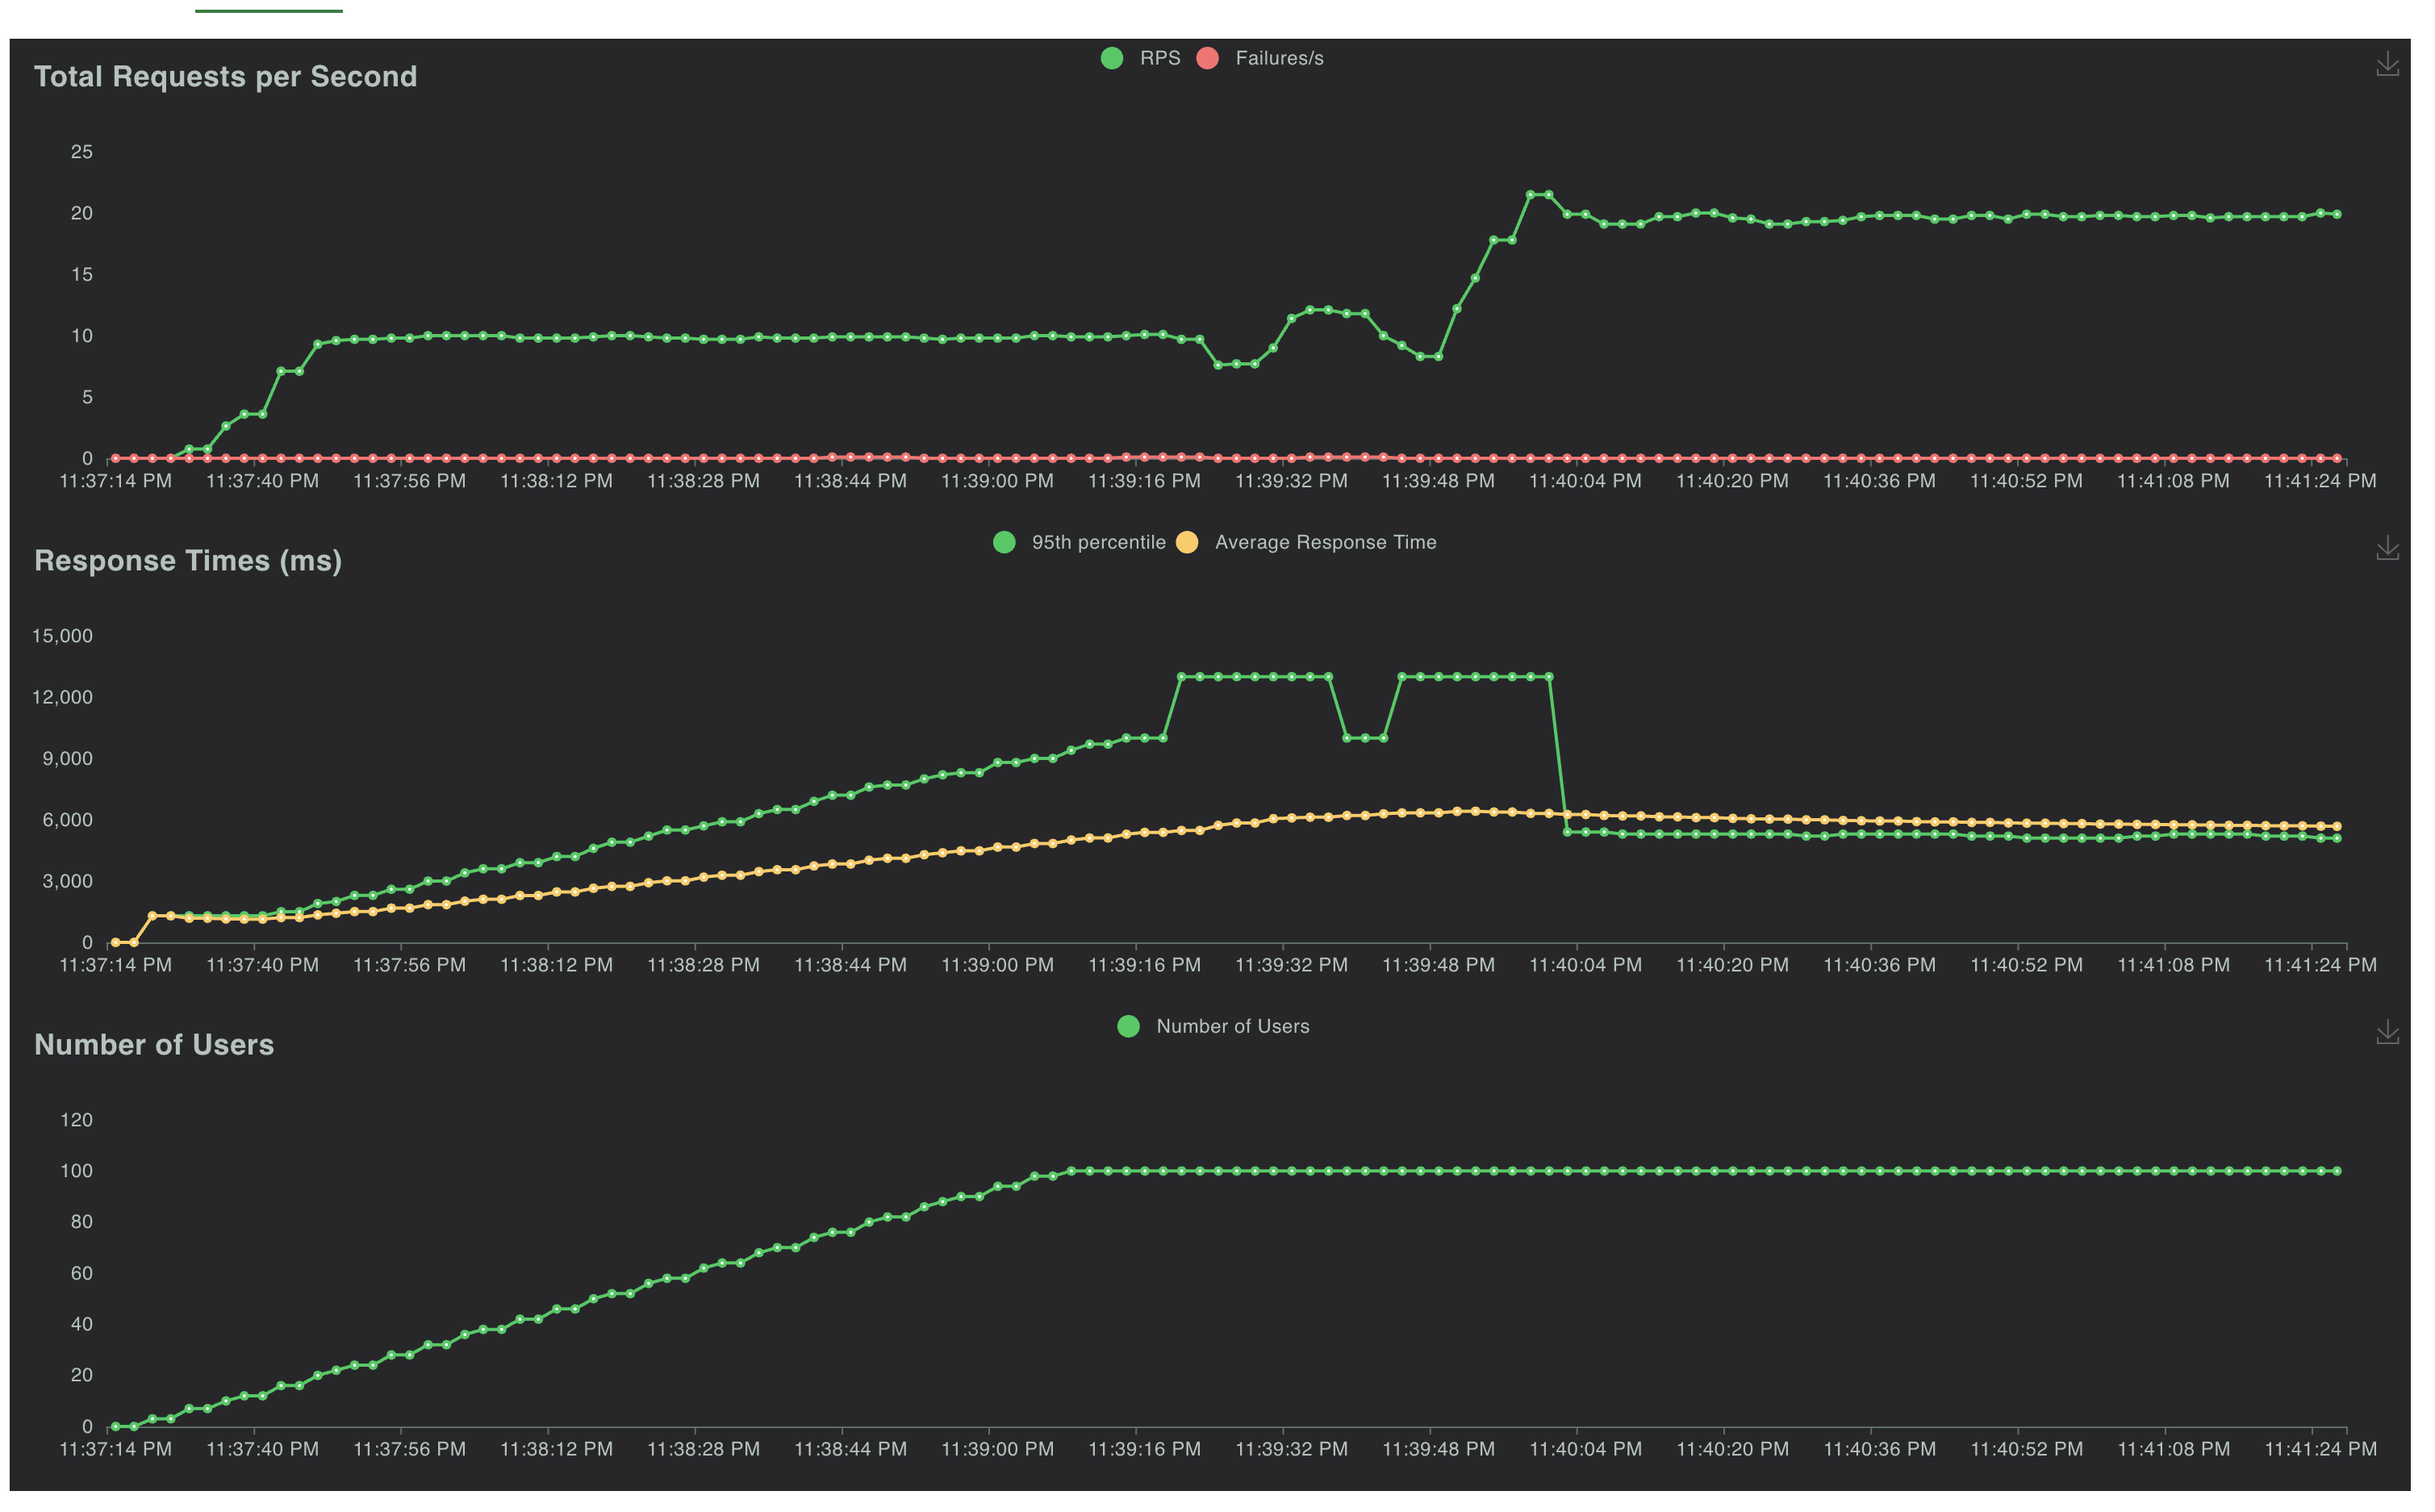 RPS Failures/s
Total Requests per Second
25
20
15
10
5
0
11:37:14 PM 11:37:40 PM 11:37:56 PM 11:38:12 PM 11:38:28 PM 11:38:44 PM 11:39:00 PM 11:39:16 PM 11:39:32 PM 11:39:48 PM 11:40:04 PM 11:40:20 PM 11:40:36 PM 11:40:52 PM 11:41:08 PM 11:41:24 PM
95th percentile Average Response Time
Response Times (ms)
15,000
12,000
9,000
6,000
3,000
0
11:37:14 PM 11:37:40 PM 11:37:56 PM 11:38:12 PM 11:38:28 PM 11:38:44 PM 11:39:00 PM 11:39:16 PM 11:39:32 PM 11:39:48 PM 11:40:04 PM 11:40:20 PM 11:40:36 PM 11:40:52 PM 11:41:08 PM 11:41:24 PM
Number of Users
Number of Users
120
100
80
60
40
20
0
11:37:14 PM 11:37:40 PM 11:37:56 PM 11:38:12 PM 11:38:28 PM 11:38:44 PM 11:39:00 PM 11:39:16 PM 11:39:32 PM 11:39:48 PM 11:40:04 PM 11:40:20 PM 11:40:36 PM 11:40:52 PM 11:41:08 PM 11:41:24 PM